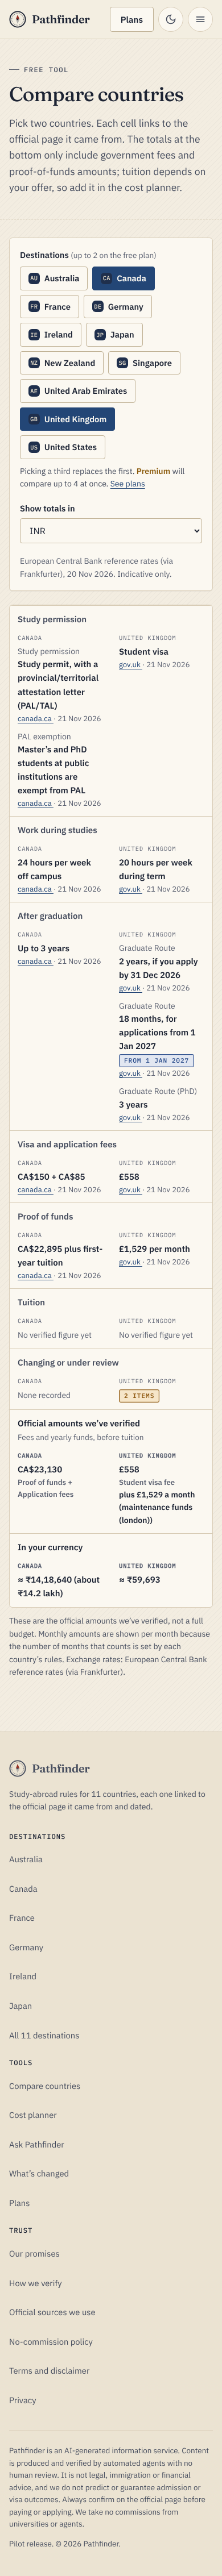 Pathfinder
Plans
FREE TOOL
Compare countries
Pick two countries. Each cell links to the
official page it came from. The totals at the
bottom only include government fees and
proof-of-funds amounts; tuition depends on
your offer, so add it in the cost planner.
Destinations (up to 2 on the free plan)
AU Australia
CA Canada
FR France
DE Germany
IE Ireland
JP Japan
NZ New Zealand
SG Singapore
AE United Arab Emirates
GB United Kingdom
US United States
Picking a third replaces the first. Premium will
compare up to 4 at once. See plans
Show totals in
INR
European Central Bank reference rates (via
Frankfurter), 20 Nov 2026. Indicative only.
Study permission
CANADA
Study permission
Study permit, with a
provincial/territorial
attestation letter
(PAL/TAL)
canada.ca · 21 Nov 2026
PAL exemption
Master's and PhD
students at public
institutions are
exempt from PAL
canada.ca · 21 Nov 2026
UNITED KINGDOM
Student visa
gov.uk · 21 Nov 2026
Work during studies
CANADA
24 hours per week
off campus
canada.ca · 21 Nov 2026
UNITED KINGDOM
20 hours per week
during term
gov.uk · 21 Nov 2026
After graduation
CANADA
Up to 3 years
canada.ca · 21 Nov 2026
UNITED KINGDOM
Graduate Route
2 years, if you apply
by 31 Dec 2026
gov.uk · 21 Nov 2026
Graduate Route
18 months, for
applications from 1
Jan 2027
FROM 1 JAN 2027
gov.uk · 21 Nov 2026
Graduate Route (PhD)
3 years
gov.uk · 21 Nov 2026
Visa and application fees
CANADA
CA$150 + CA$85
canada.ca · 21 Nov 2026
UNITED KINGDOM
£558
gov.uk · 21 Nov 2026
Proof of funds
CANADA
CA$22,895 plus first-
year tuition
canada.ca · 21 Nov 2026
UNITED KINGDOM
£1,529 per month
gov.uk · 21 Nov 2026
Tuition
CANADA
No verified figure yet
UNITED KINGDOM
No verified figure yet
Changing or under review
CANADA
None recorded
UNITED KINGDOM
2 ITEMS
Official amounts we've verified
Fees and yearly funds, before tuition
CANADA
CA$23,130
Proof of funds +
Application fees
UNITED KINGDOM
£558
Student visa fee
plus £1,529 a month
(maintenance funds
(london))
In your currency
CANADA
≈ ₹14,18,640 (about
₹14.2 lakh)
UNITED KINGDOM
≈ ₹59,693
These are the official amounts we've verified, not a full
budget. Monthly amounts are shown per month because
the number of months that counts is set by each
country's rules. Exchange rates: European Central Bank
reference rates (via Frankfurter).
Pathfinder
Study-abroad rules for 11 countries, each one linked to
the official page it came from and dated.
DESTINATIONS
Australia
Canada
France
Germany
Ireland
Japan
All 11 destinations
TOOLS
Compare countries
Cost planner
Ask Pathfinder
What's changed
Plans
TRUST
Our promises
How we verify
Official sources we use
No-commission policy
Terms and disclaimer
Privacy
Pathfinder is an AI-generated information service. Content
is produced and verified by automated agents with no
human review. It is not legal, immigration or financial
advice, and we do not predict or guarantee admission or
visa outcomes. Always confirm on the official page before
paying or applying. We take no commissions from
universities or agents.
Pilot release. © 2026 Pathfinder.